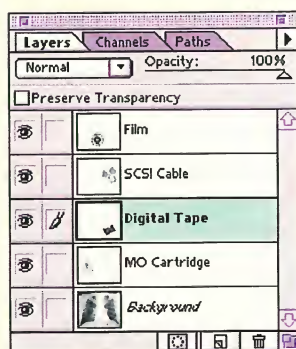 Layers Channels Paths
Normal Opacity: 100%
Preserve Transparency
Film
SCSI Cable
Digital Tape
MO Cartridge
Background